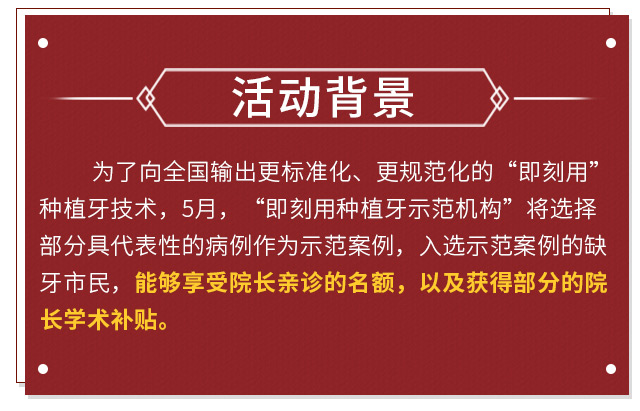 活动背景
为了向全国输出更标准化、更规范化的“即刻用”
种植牙技术，5月，“即刻用种植牙示范机构”将选择
部分具代表性的病例作为示范案例，入选示范案例的缺
牙市民，能够享受院长亲诊的名额，以及获得部分的院
长学术补贴。